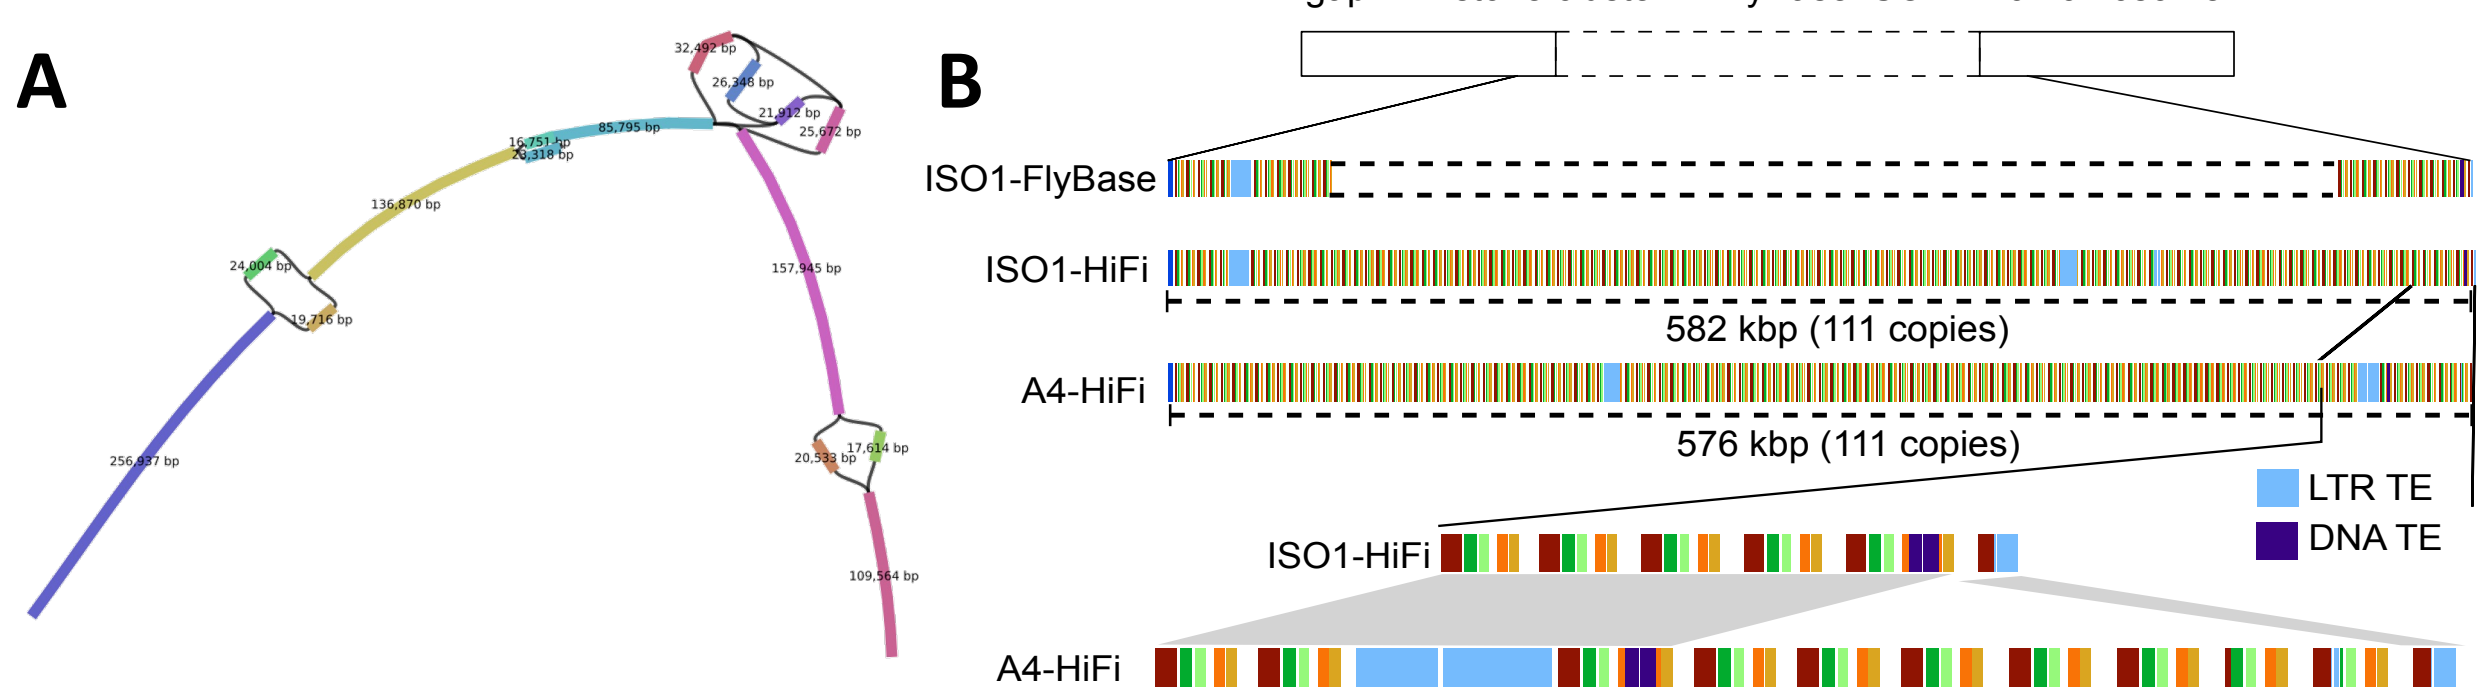 A
32,492 bp
26,348 bp
21,912 bp
25,672 bp
85,795 bp
16,751 bp
23,318 bp
136,870 bp
24,004 bp
19,716 bp
157,945 bp
256,937 bp
20,533 bp
17,614 bp
109,564 bp
B
ISO1-FlyBase
ISO1-HiFi
582 kbp (111 copies)
A4-HiFi
576 kbp (111 copies)
LTR TE
DNA TE
ISO1-HiFi
A4-HiFi